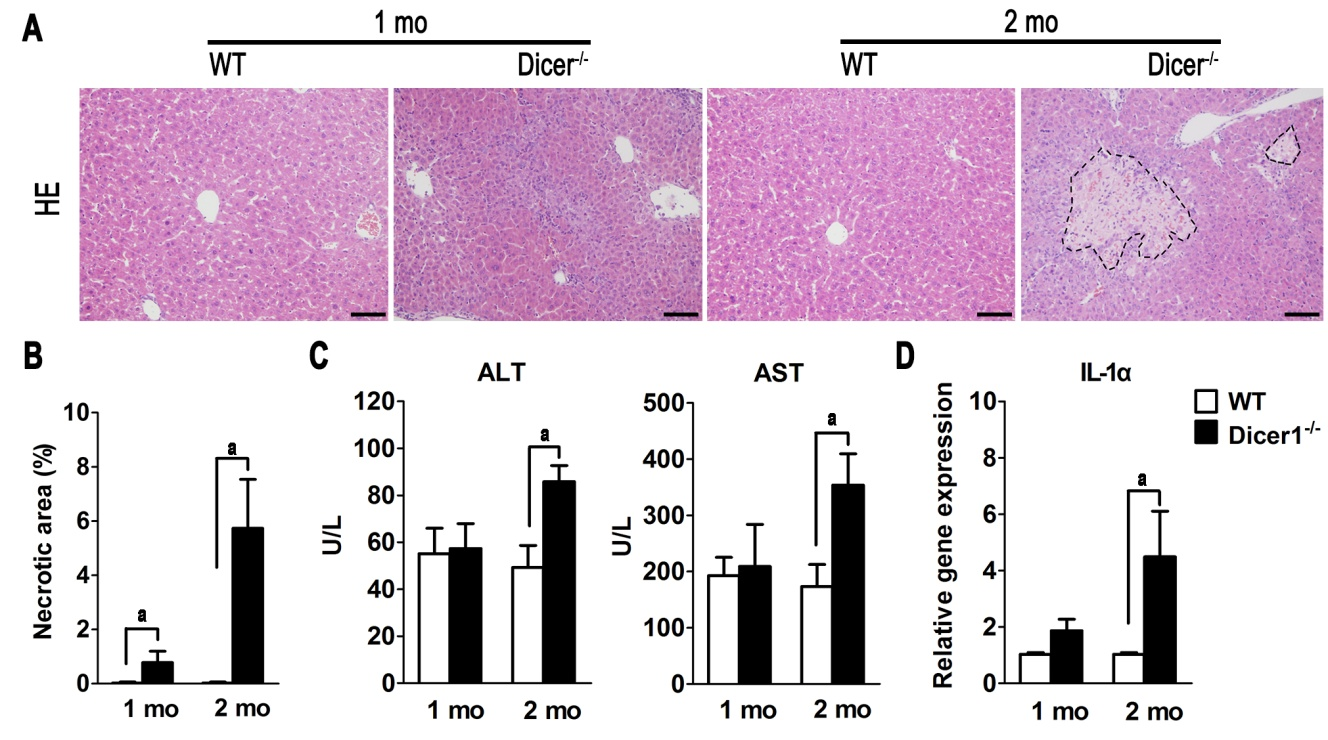 A
1 mo
2 mo
WT
Dicer-/-
WT
Dicer-/-
HE
B
C
D
ALT
AST
IL-1α
WT
Dicer1-/-
Necrotic area (%)
10
8
6
4
2
0
a
a
1 mo
2 mo
U/L
120
100
80
60
40
20
0
a
1 mo
2 mo
U/L
500
400
300
200
100
0
a
1 mo
2 mo
Relative gene expression
10
8
6
4
2
0
a
1 mo
2 mo